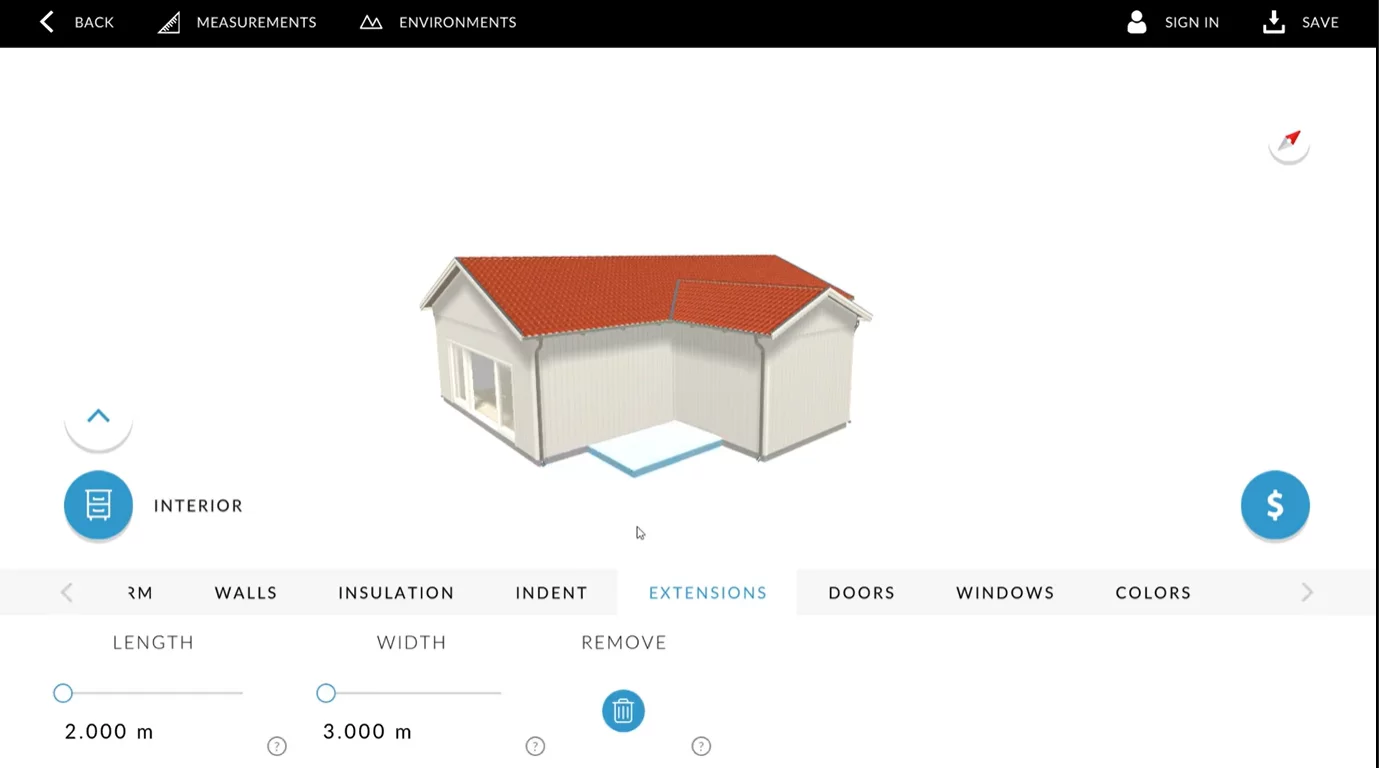 BACK MEASUREMENTS ENVIRONMENTS SIGN IN SAVE
INTERIOR
$
RM WALLS INSULATION INDENT EXTENSIONS DOORS WINDOWS COLORS
LENGTH WIDTH REMOVE
2.000 m 3.000 m
? ? ?